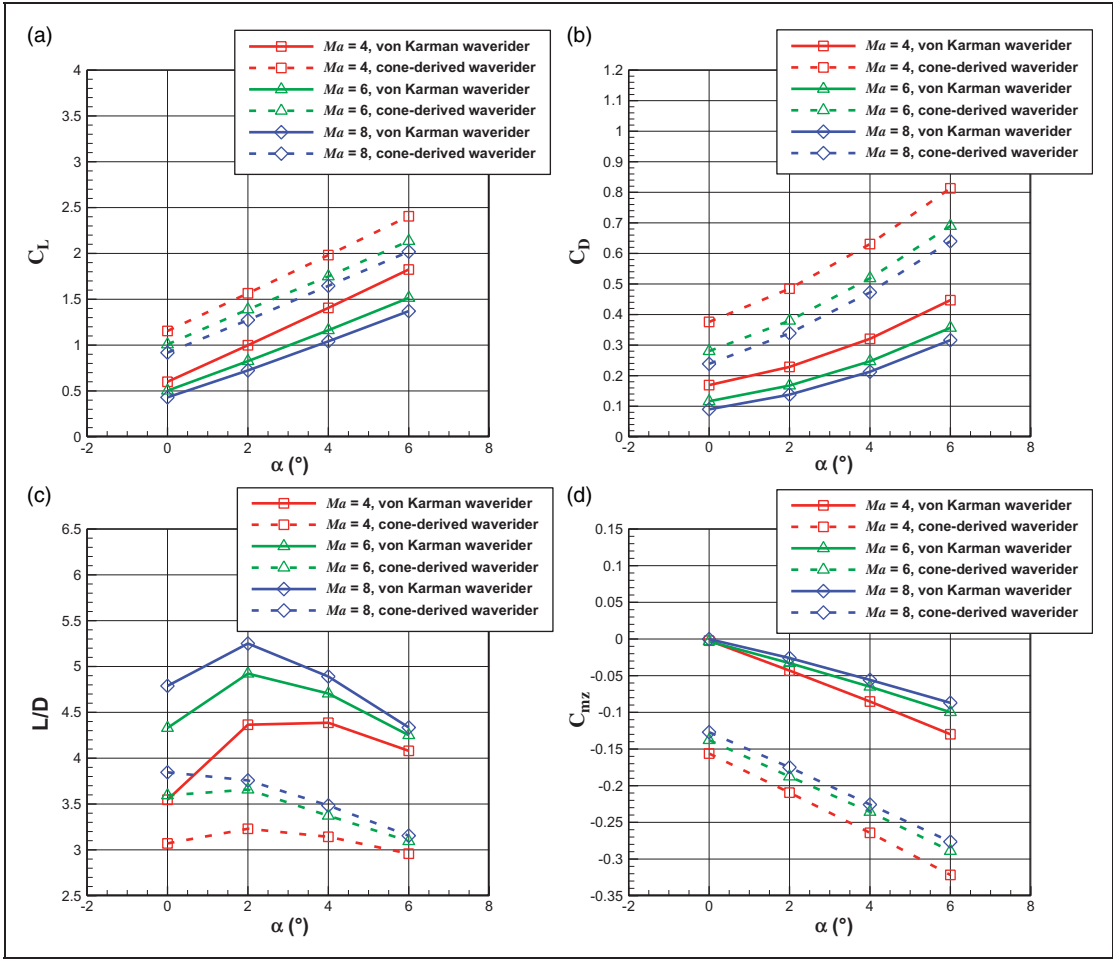 (a)
Ma = 4, von Karman waverider
Ma = 4, cone-derived waverider
Ma = 6, von Karman waverider
Ma = 6, cone-derived waverider
Ma = 8, von Karman waverider
Ma = 8, cone-derived waverider
4
3.5
3
2.5
2
1.5
1
0.5
0
C_L
-2 0 2 4 6 8
α (°)
(b)
Ma = 4, von Karman waverider
Ma = 4, cone-derived waverider
Ma = 6, von Karman waverider
Ma = 6, cone-derived waverider
Ma = 8, von Karman waverider
Ma = 8, cone-derived waverider
1.2
1.1
1
0.9
0.8
0.7
0.6
0.5
0.4
0.3
0.2
0.1
0
C_D
-2 0 2 4 6 8
α (°)
(c)
Ma = 4, von Karman waverider
Ma = 4, cone-derived waverider
Ma = 6, von Karman waverider
Ma = 6, cone-derived waverider
Ma = 8, von Karman waverider
Ma = 8, cone-derived waverider
6.5
6
5.5
5
4.5
4
3.5
3
2.5
L/D
-2 0 2 4 6 8
α (°)
(d)
Ma = 4, von Karman waverider
Ma = 4, cone-derived waverider
Ma = 6, von Karman waverider
Ma = 6, cone-derived waverider
Ma = 8, von Karman waverider
Ma = 8, cone-derived waverider
0.15
0.1
0.05
0
-0.05
-0.1
-0.15
-0.2
-0.25
-0.3
-0.35
C_mz
-2 0 2 4 6 8
α (°)